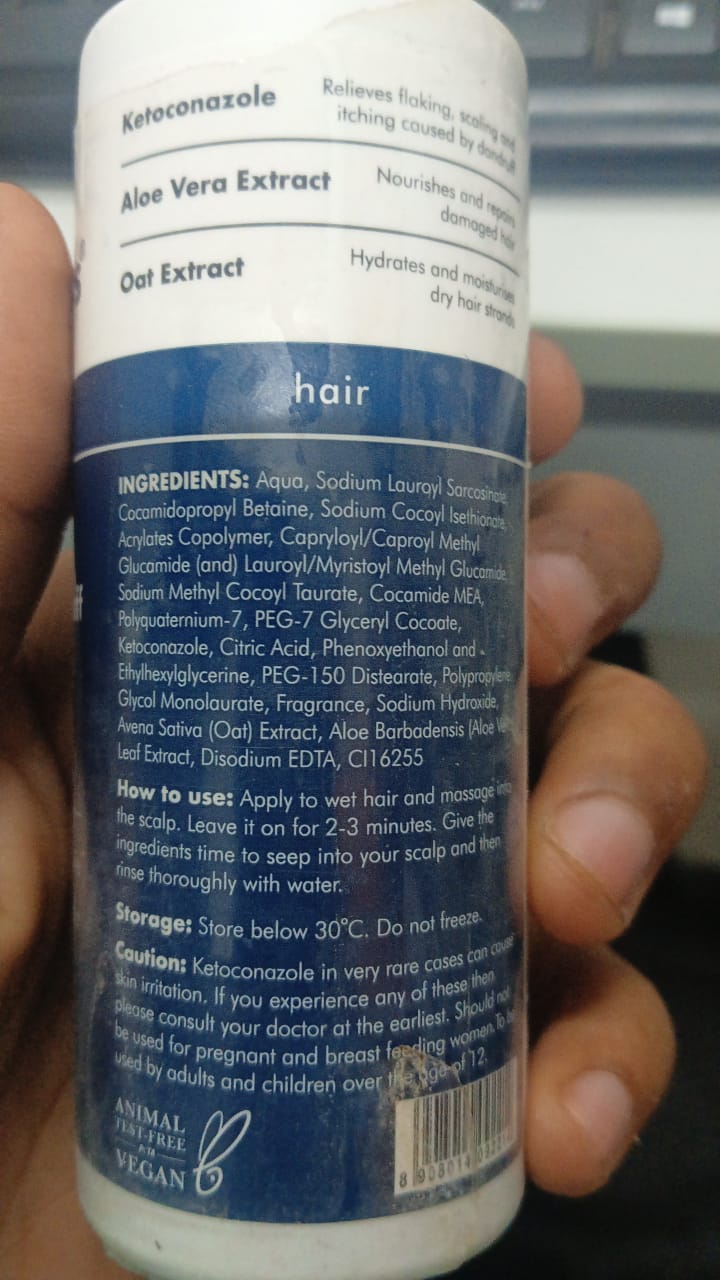 Ketoconazole
Relieves flaking, scaling and
itching caused by dandruff
Aloe Vera Extract
Nourishes and repairs
damaged hair
Oat Extract
Hydrates and moisturises
dry hair strands
hair
INGREDIENTS: Aqua, Sodium Lauroyl Sarcosinate,
Cocamidopropyl Betaine, Sodium Cocoyl Isethionate,
Acrylates Copolymer, Capryloyl/Caproyl Methyl
Glucamide (and) Lauroyl/Myristoyl Methyl Glucamide,
Sodium Methyl Cocoyl Taurate, Cocamide MEA,
Polyquaternium-7, PEG-7 Glyceryl Cocoate,
Ketoconazole, Citric Acid, Phenoxyethanol and
Ethylhexylglycerine, PEG-150 Distearate, Polypropylene
Glycol Monolaurate, Fragrance, Sodium Hydroxide,
Avena Sativa (Oat) Extract, Aloe Barbadensis (Aloe Vera)
Leaf Extract, Disodium EDTA, CI16255
How to use: Apply to wet hair and massage into
the scalp. Leave it on for 2-3 minutes. Give the
ingredients time to seep into your scalp and then
rinse thoroughly with water.
Storage: Store below 30°C. Do not freeze.
Caution: Ketoconazole in very rare cases can cause
skin irritation. If you experience any of these then
please consult your doctor at the earliest. Should not
be used for pregnant and breast feeding women. To be
used by adults and children over the age of 12.
ANIMAL
TEST-FREE
VEGAN
8 908014